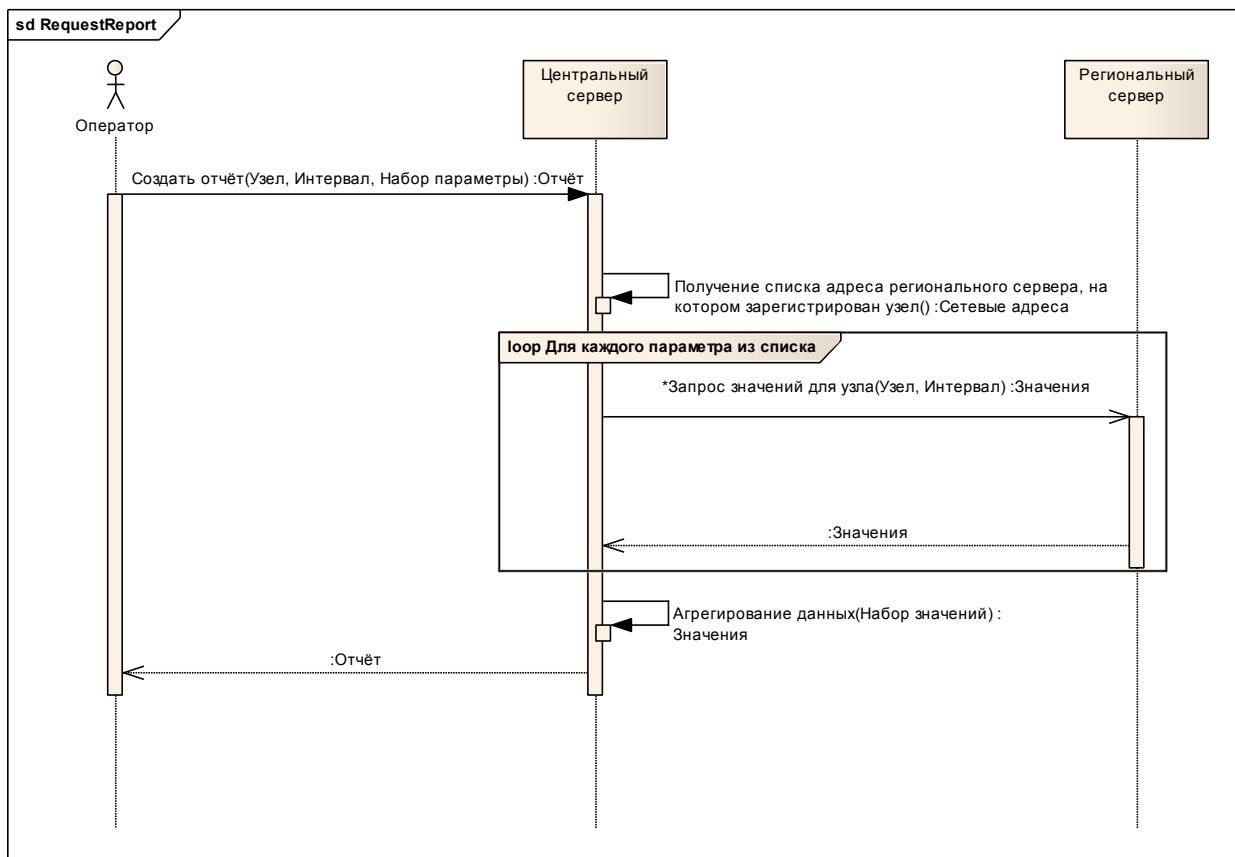 sd RequestReport
Оператор
Центральный
сервер
Региональный
сервер
Создать отчёт(Узел, Интервал, Набор параметры) :Отчёт
Получение списка адреса регионального сервера, на
котором зарегистрирован узел() :Сетевые адреса
loop Для каждого параметра из списка
*Запрос значений для узла(Узел, Интервал) :Значения
:Значения
Агрегирование данных(Набор значений) :
Значения
:Отчёт